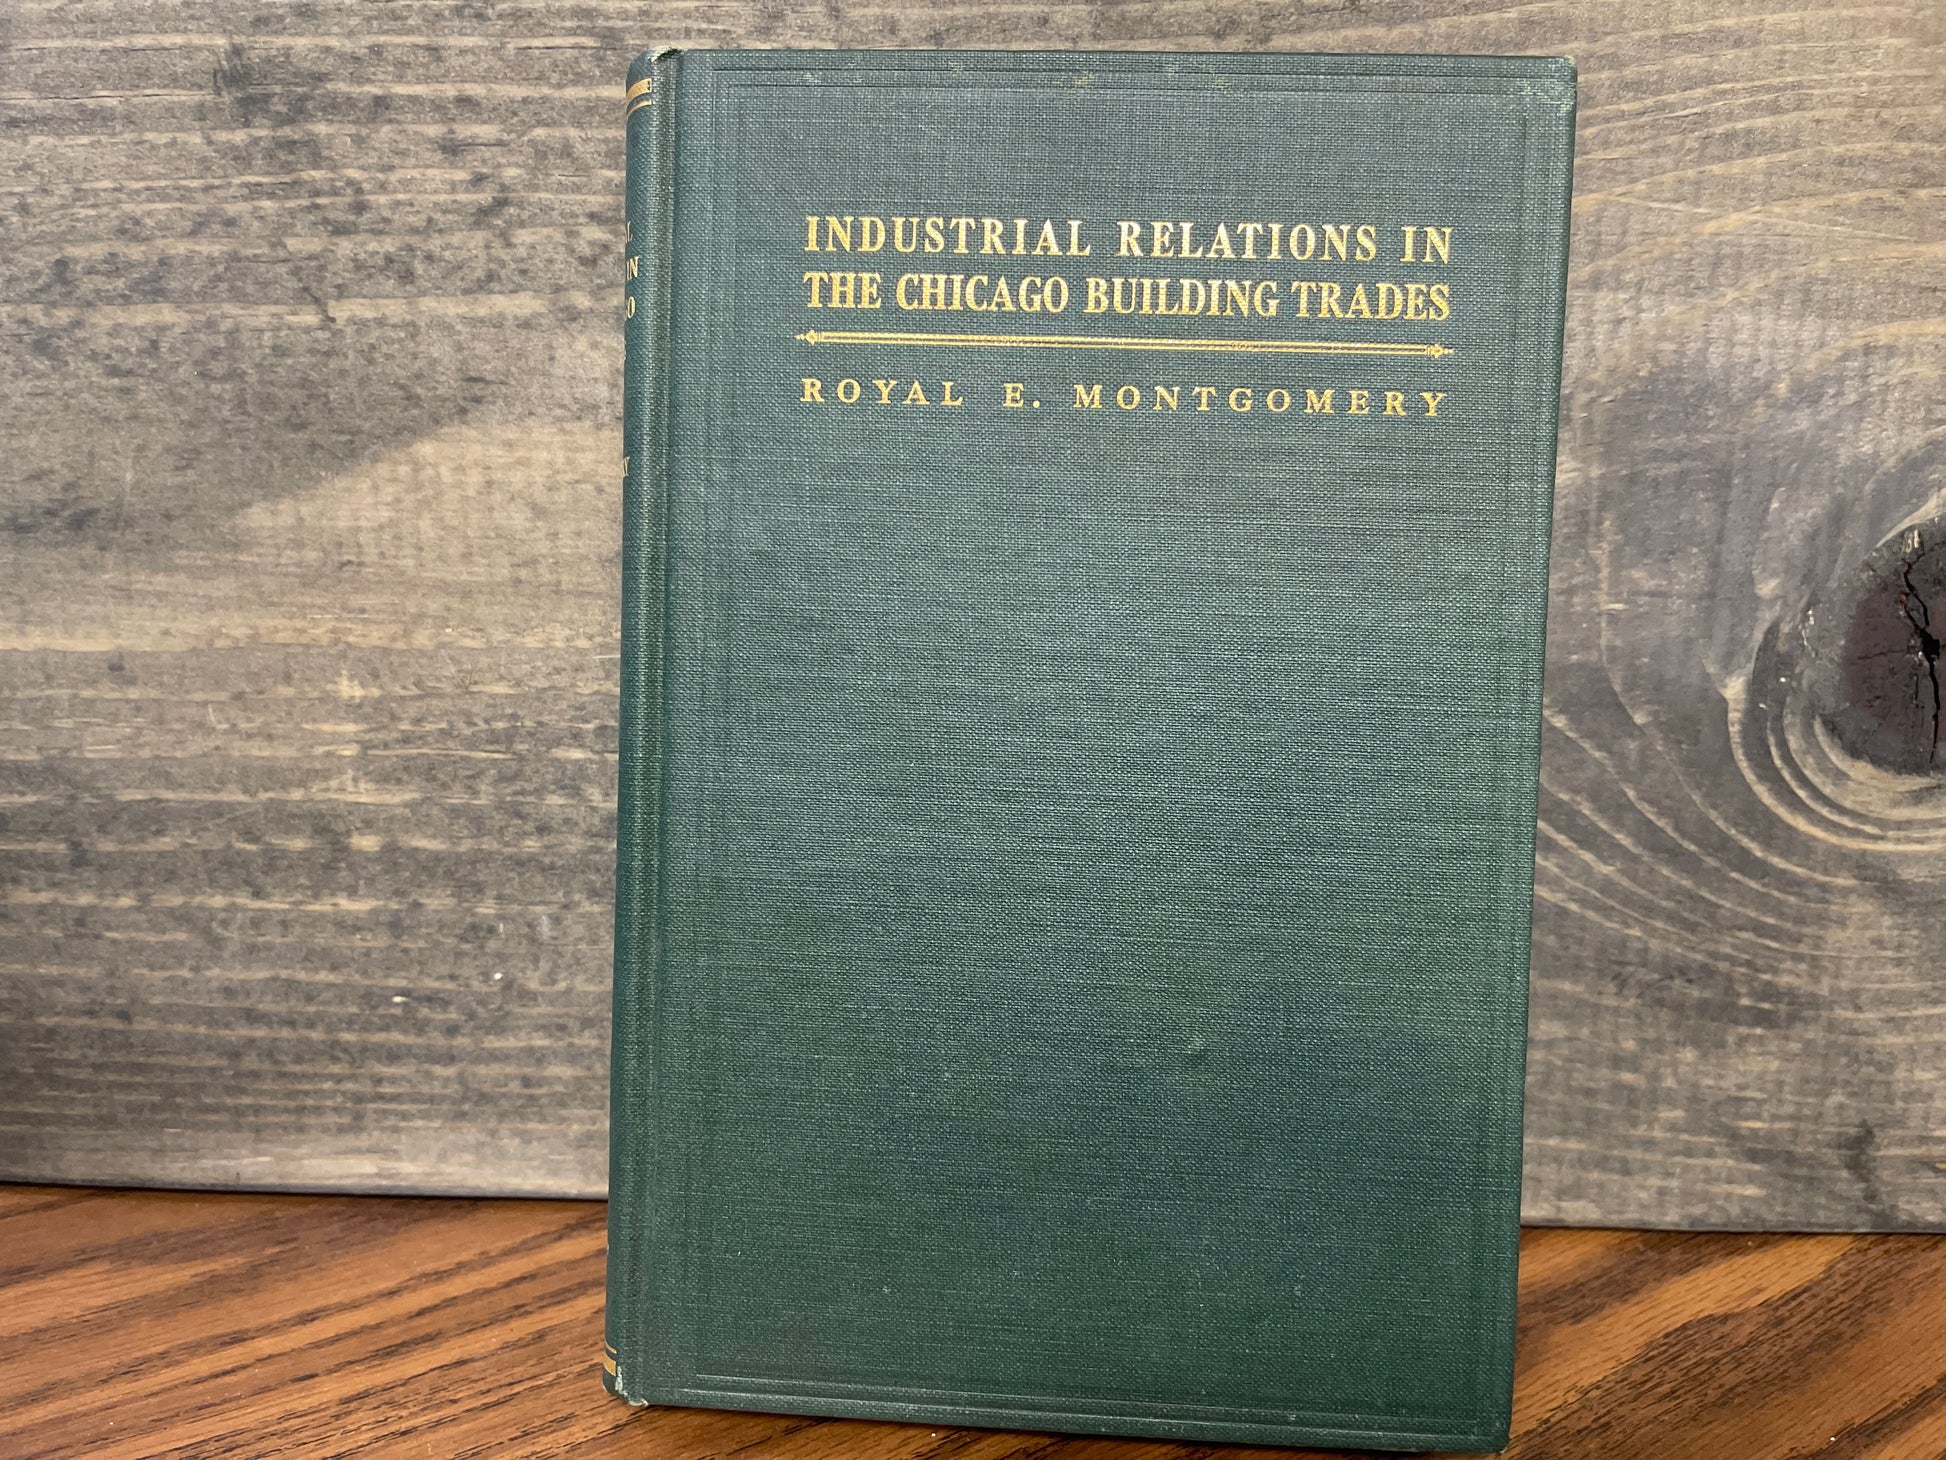 INDUSTRIAL RELATIONS IN
THE CHICAGO BUILDING TRADES
ROYAL E. MONTGOMERY